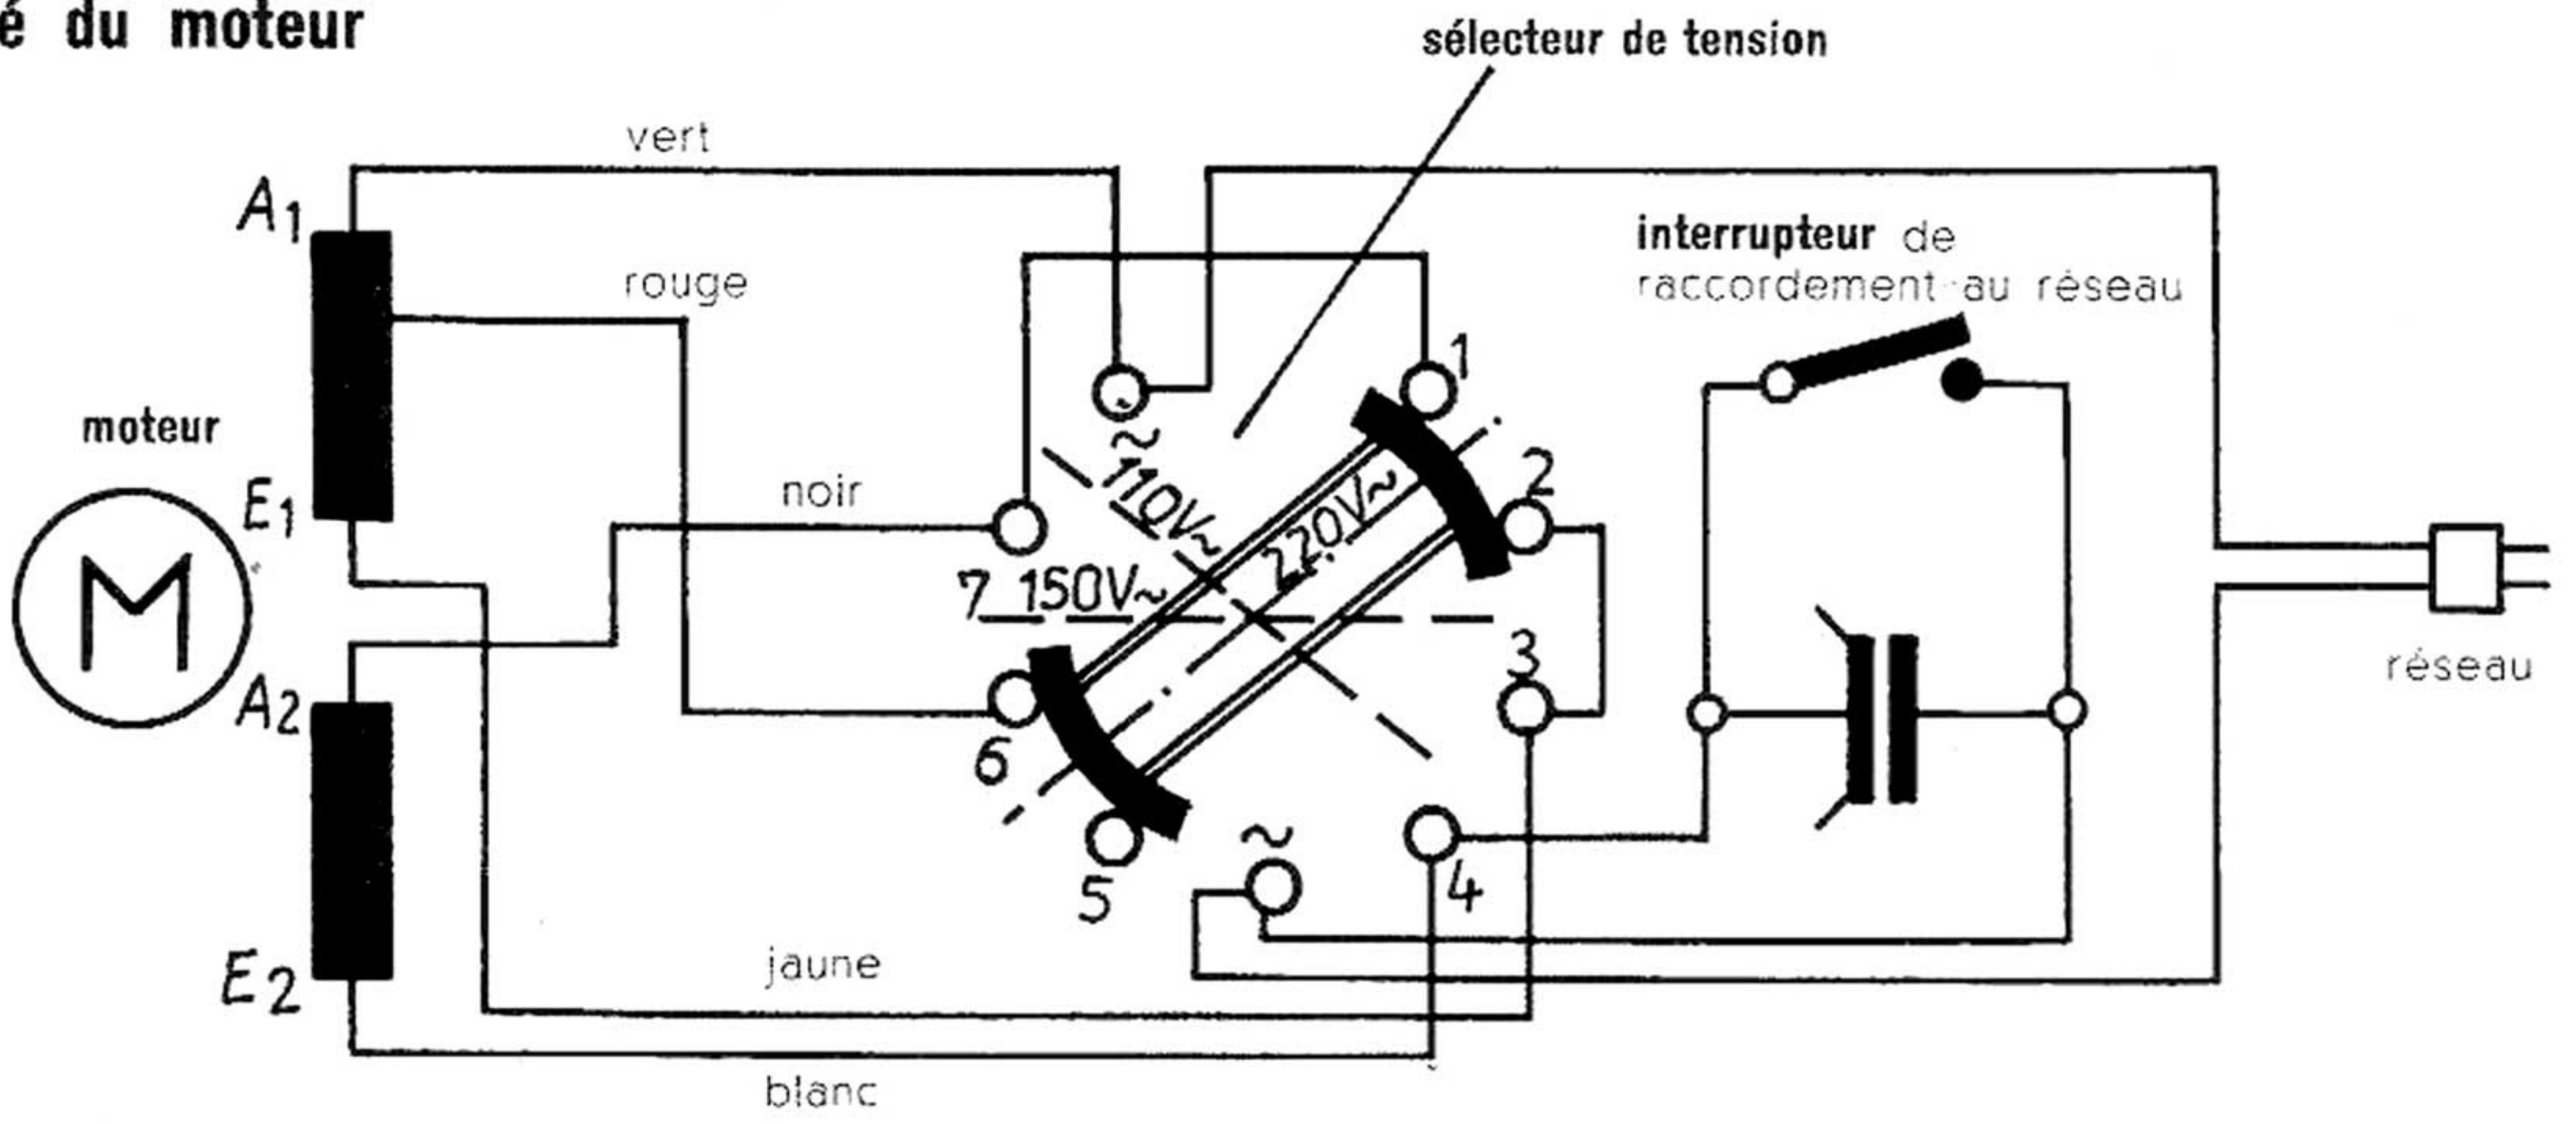 é du moteur
sélecteur de tension
vert
A1
rouge
interrupteur de
raccordement au réseau
1
moteur
~
110V~
2
220V~
E1
noir
7 150V~
3
réseau
M
A2
6
~
5
4
E2
jaune
blanc